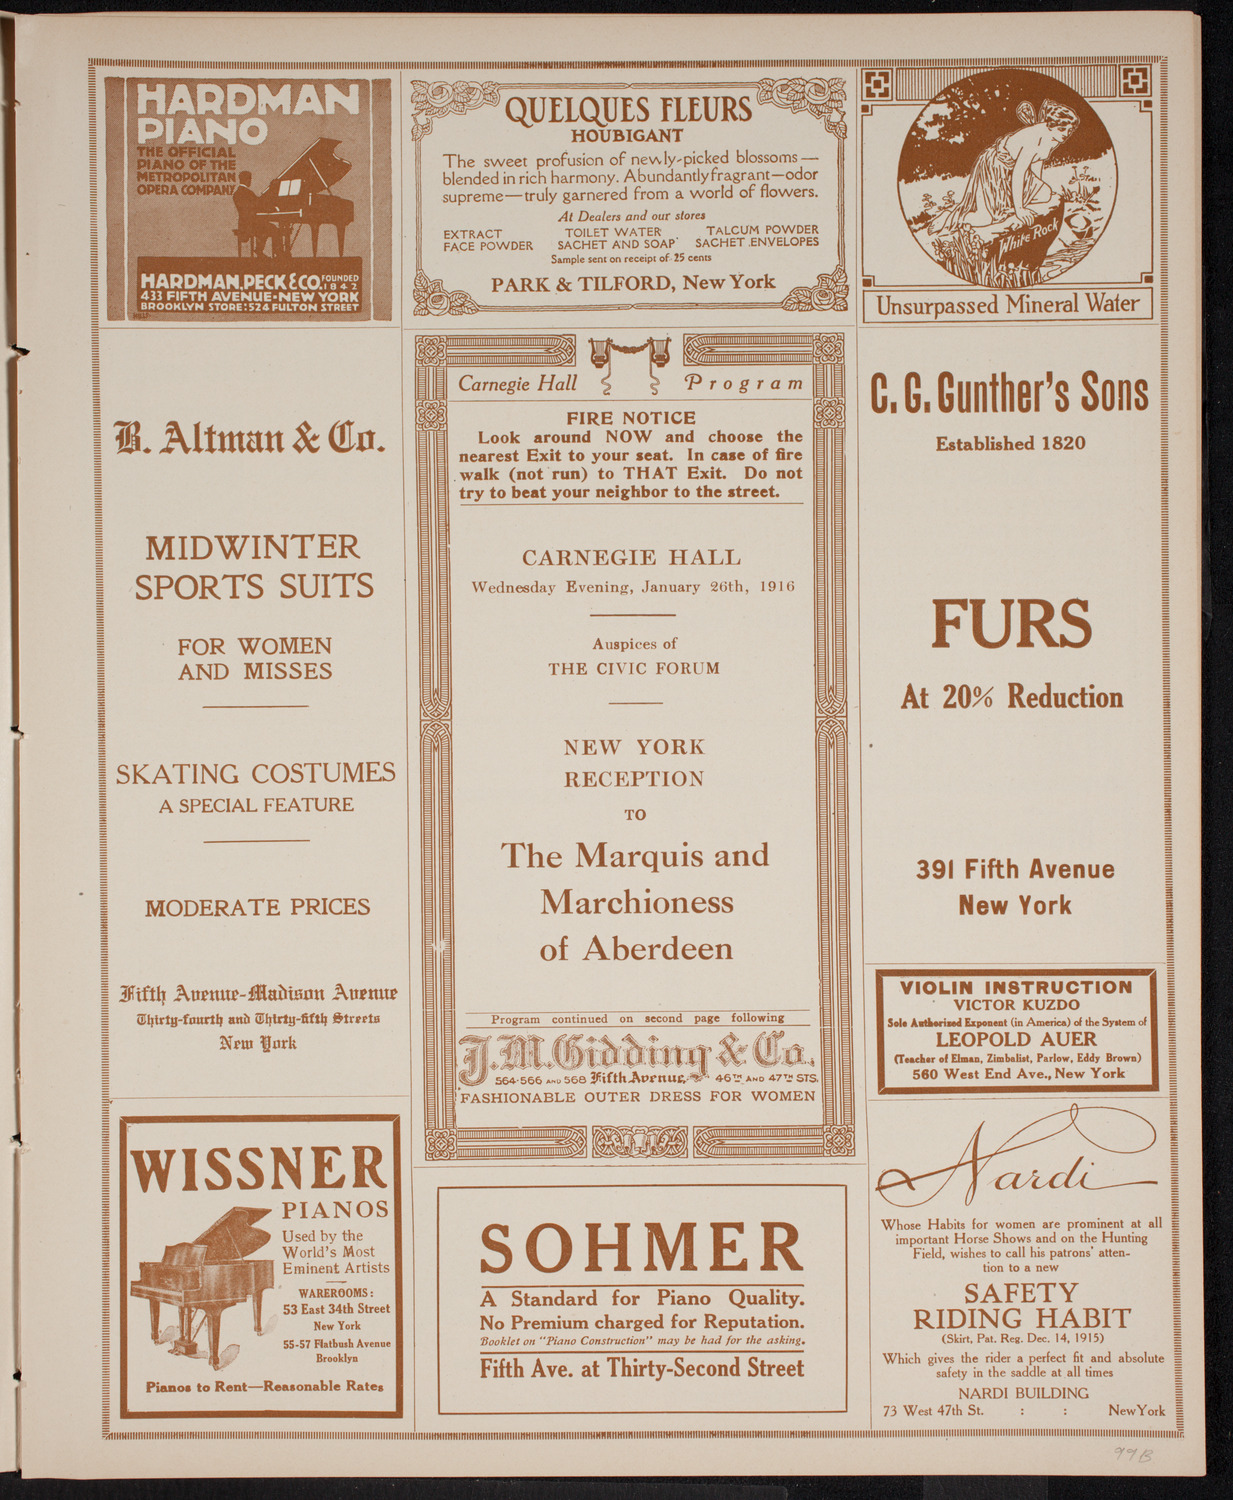 HARDMAN
PIANO
THE OFFICIAL
PIANO OF THE
METROPOLITAN
OPERA COMPANY
HARDMAN, PECK & CO. FOUNDED 1842
433 FIFTH AVENUE-NEW YORK
BROOKLYN STORE: 524 FULTON STREET
QUELQUES FLEURS
HOUBIGANT
The sweet profusion of newly-picked blossoms—
blended in rich harmony. Abundantly fragrant—odor
supreme—truly garnered from a world of flowers.
At Dealers and our stores
EXTRACT TOILET WATER TALCUM POWDER
FACE POWDER SACHET AND SOAP SACHET ENVELOPES
Sample sent on receipt of 25 cents
PARK & TILFORD, New York
White Rock
Unsurpassed Mineral Water
B. Altman & Co.
MIDWINTER
SPORTS SUITS
FOR WOMEN
AND MISSES
SKATING COSTUMES
A SPECIAL FEATURE
MODERATE PRICES
Fifth Avenue-Madison Avenue
Thirty-fourth and Thirty-fifth Streets
New York
Carnegie Hall Program
FIRE NOTICE
Look around NOW and choose the
nearest Exit to your seat. In case of fire
walk (not run) to THAT Exit. Do not
try to beat your neighbor to the street.
CARNEGIE HALL
Wednesday Evening, January 26th, 1916
Auspices of
THE CIVIC FORUM
NEW YORK
RECEPTION
TO
The Marquis and
Marchioness
of Aberdeen
Program continued on second page following
J.M. Gidding & Co.
564-566 AND 568 Fifth Avenue. 46TH AND 47TH STS.
FASHIONABLE OUTER DRESS FOR WOMEN
C. G. Gunther's Sons
Established 1820
FURS
At 20% Reduction
391 Fifth Avenue
New York
VIOLIN INSTRUCTION
VICTOR KUZDO
Sole Authorized Exponent (in America) of the System of
LEOPOLD AUER
(Teacher of Elman, Zimbalist, Parlow, Eddy Brown)
560 West End Ave., New York
WISSNER
PIANOS
Used by the
World's Most
Eminent Artists
WAREROOMS:
53 East 34th Street
New York
55-57 Flatbush Avenue
Brooklyn
Pianos to Rent—Reasonable Rates
SOHMER
A Standard for Piano Quality.
No Premium charged for Reputation.
Booklet on "Piano Construction" may be had for the asking.
Fifth Ave. at Thirty-Second Street
Nardi
Whose Habits for women are prominent at all
important Horse Shows and on the Hunting
Field, wishes to call his patrons' atten-
tion to a new
SAFETY
RIDING HABIT
(Skirt, Pat. Reg. Dec. 14, 1915)
Which gives the rider a perfect fit and absolute
safety in the saddle at all times
NARDI BUILDING
73 West 47th St. : : New York
99B